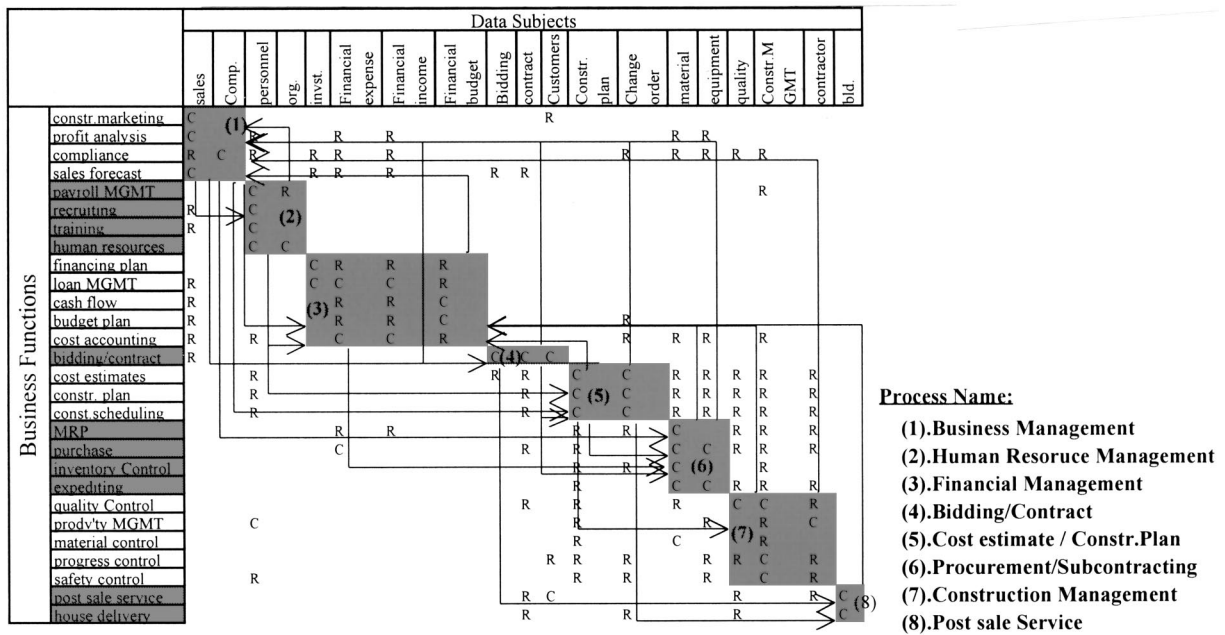 Data Subjects
sales Comp. personnel org. invst. Financial expense Financial income Financial budget Bidding contract Customers Constr. plan Change order material equipment quality Constr.M GMT contractor bld.
Business Functions
constr.marketing C (1) R
profit analysis C R R R R R
compliance R C R R R R R R R R R
sales forecast C R R R R R
payroll MGMT C R R
recruiting R C (2)
training R C
human resources C C
financing plan C R R R
loan MGMT R C C C R
cash flow R (3) R R C
budget plan R R R C R
cost accounting R R C C R R R R R
bidding/contract R C (4) C C
cost estimates R R R C C R R R R R
constr. plan R R C (5) C R R R R R
const.scheduling R R C C R R R R R
MRP R R R R C R R R
purchase C R R C C R R R
inventory Control R R C (6) R
expediting R C C R R R
quality Control R R R C C R
prodv'ty MGMT C R R R C
material control R C (7) R
progress control R R R R R C R
safety control R R R R C R
post sale service R C R R C (8)
house delivery R R R C
Process Name:
(1).Business Management
(2).Human Resoruce Management
(3).Financial Management
(4).Bidding/Contract
(5).Cost estimate / Constr.Plan
(6).Procurement/Subcontracting
(7).Construction Management
(8).Post sale Service